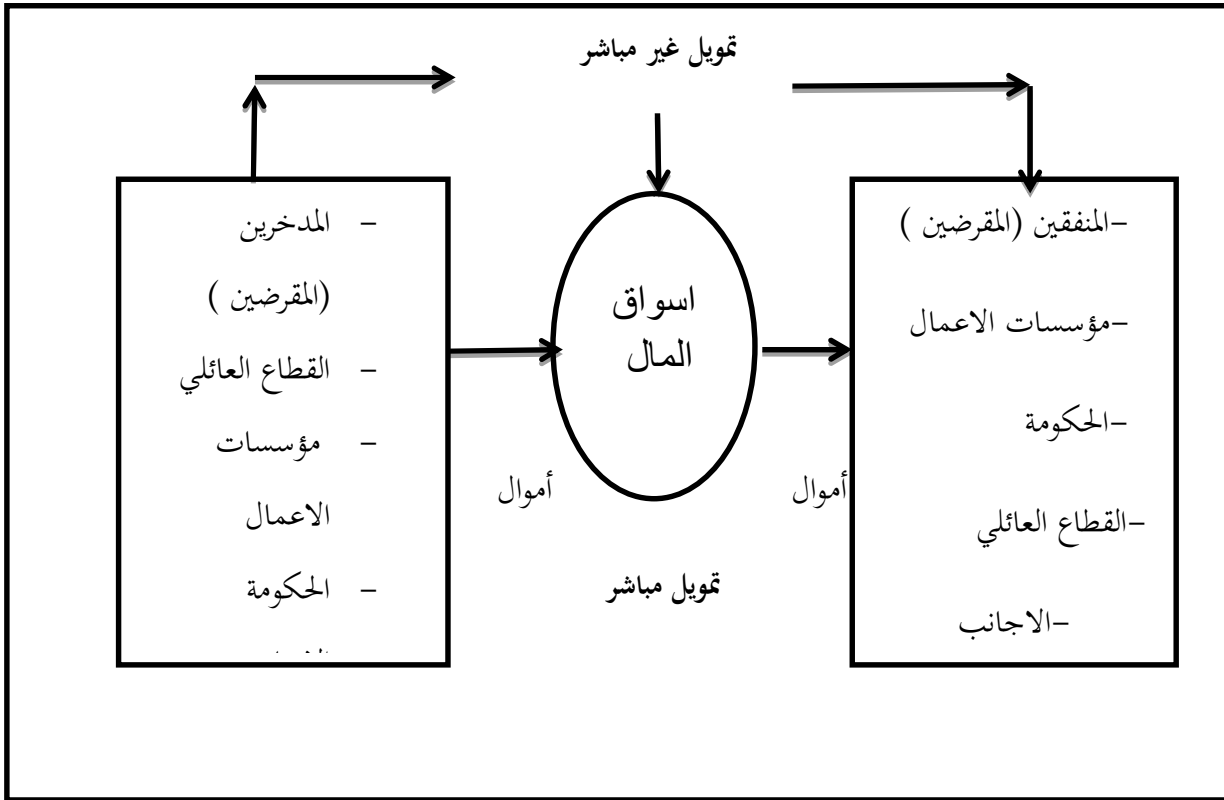 تمويل غير مباشر
-المنفقين (المقرضين )
-مؤسسات الاعمال
-الحكومة
-القطاع العائلي
-الاجانب
اسواق
المال
أموال
أموال
تمويل مباشر
- المدخرين
(المقرضين )
- القطاع العائلي
- مؤسسات
الاعمال
- الحكومة